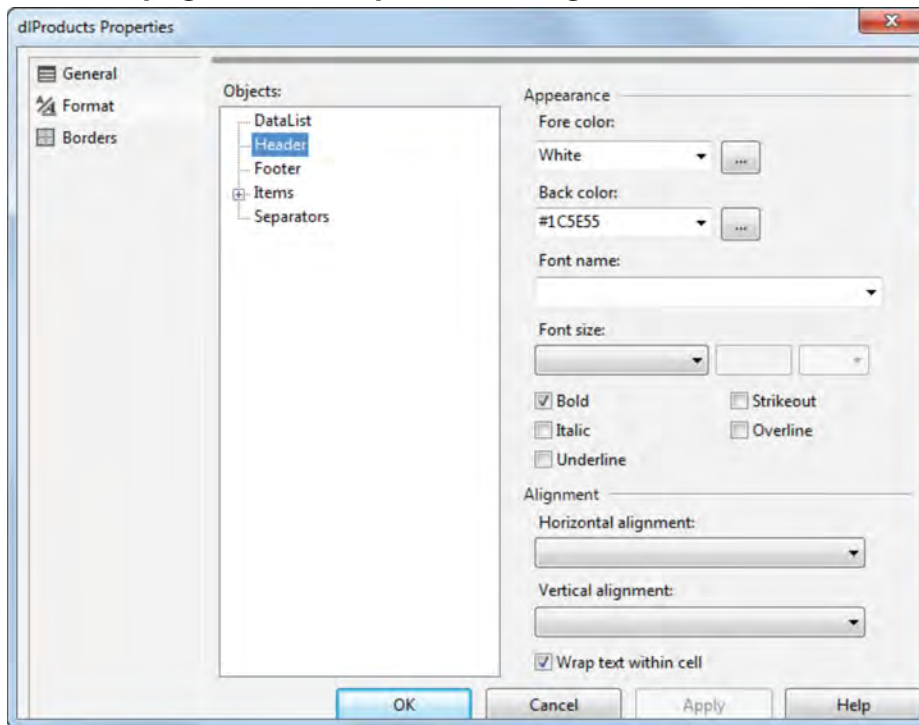 dlProducts Properties
General
Format
Borders
Objects:
DataList
Header
Footer
Items
Separators
Appearance
Fore color:
White
...
Back color:
#1C5E55
...
Font name:
Font size:
Bold
Strikeout
Italic
Overline
Underline
Alignment
Horizontal alignment:
Vertical alignment:
Wrap text within cell
OK
Cancel
Apply
Help